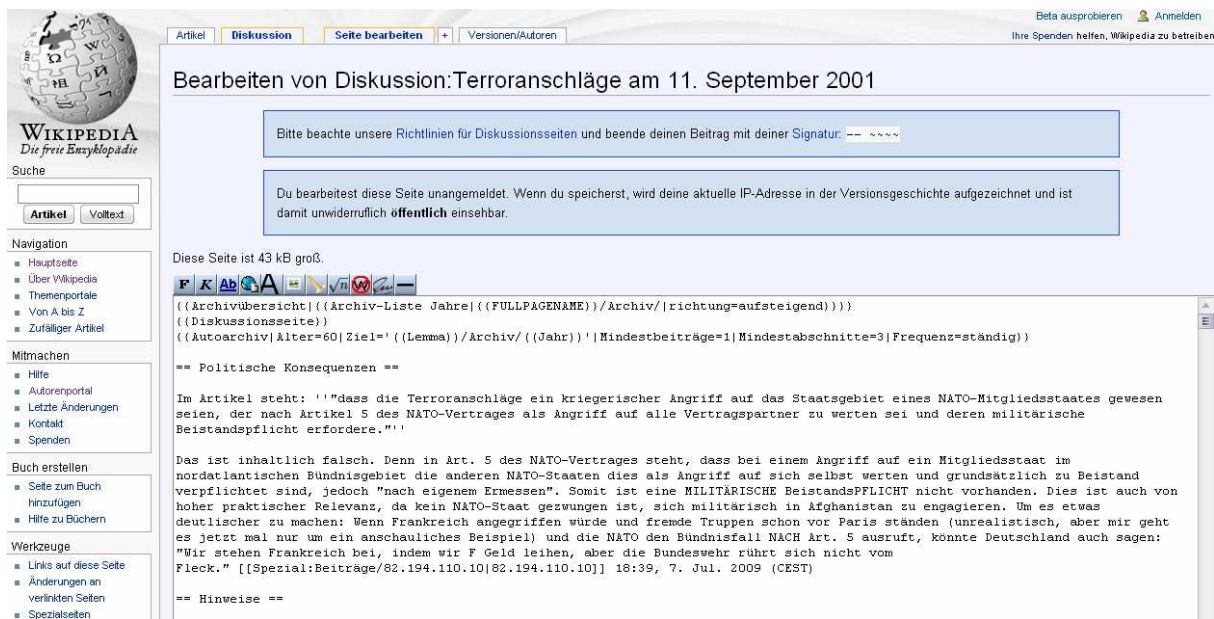 Beta ausprobieren Anmelden
Ihre Spenden helfen, Wikipedia zu betreiben
Artikel Diskussion Seite bearbeiten + Versionen/Autoren
Bearbeiten von Diskussion:Terroranschläge am 11. September 2001
Bitte beachte unsere Richtlinien für Diskussionsseiten und beende deinen Beitrag mit deiner Signatur: -- ~~~~
Du bearbeitest diese Seite unangemeldet. Wenn du speicherst, wird deine aktuelle IP-Adresse in der Versionsgeschichte aufgezeichnet und ist
damit unwiderruflich öffentlich einsehbar.
Diese Seite ist 43 kB groß.
F K Ab A √n
{{Archivübersicht|{{Archiv-Liste Jahre|{{FULLPAGENAME}}/Archiv/|richtung=aufsteigend}}}}
{{Diskussionsseite}}
{{Autoarchiv|Alter=60|Ziel='((Lemma))/Archiv/((Jahr))'|Mindestbeiträge=1|Mindestabschnitte=3|Frequenz=ständig}}
== Politische Konsequenzen ==
Im Artikel steht: ''"dass die Terroranschläge ein kriegerischer Angriff auf das Staatsgebiet eines NATO-Mitgliedsstaates gewesen
seien, der nach Artikel 5 des NATO-Vertrages als Angriff auf alle Vertragspartner zu werten sei und deren militärische
Beistandspflicht erfordere."''
Das ist inhaltlich falsch. Denn in Art. 5 des NATO-Vertrages steht, dass bei einem Angriff auf ein Mitgliedsstaat im
nordatlantischen Bündnisgebiet die anderen NATO-Staaten dies als Angriff auf sich selbst werten und grundsätzlich zu Beistand
verpflichtet sind, jedoch "nach eigenem Ermessen". Somit ist eine MILITÄRISCHE BeistandsPFLICHT nicht vorhanden. Dies ist auch von
hoher praktischer Relevanz, da kein NATO-Staat gezwungen ist, sich militärisch in Afghanistan zu engagieren. Um es etwas
deutlischer zu machen: Wenn Frankreich angegriffen würde und fremde Truppen schon vor Paris ständen (unrealistisch, aber mir geht
es jetzt mal nur um ein anschauliches Beispiel) und die NATO den Bündnisfall NACH Art. 5 ausruft, könnte Deutschland auch sagen:
"Wir stehen Frankreich bei, indem wir F Geld leihen, aber die Bundeswehr rührt sich nicht vom
Fleck." [[Spezial:Beiträge/82.194.110.10|82.194.110.10]] 18:39, 7. Jul. 2009 (CEST)
== Hinweise ==
WIKIPEDIA
Die freie Enzyklopädie
Suche
Artikel Volltext
Navigation
Hauptseite
Über Wikipedia
Themenportale
Von A bis Z
Zufälliger Artikel
Mitmachen
Hilfe
Autorenportal
Letzte Änderungen
Kontakt
Spenden
Buch erstellen
Seite zum Buch
hinzufügen
Hilfe zu Büchern
Werkzeuge
Links auf diese Seite
Änderungen an
verlinkten Seiten
Spezialseiten